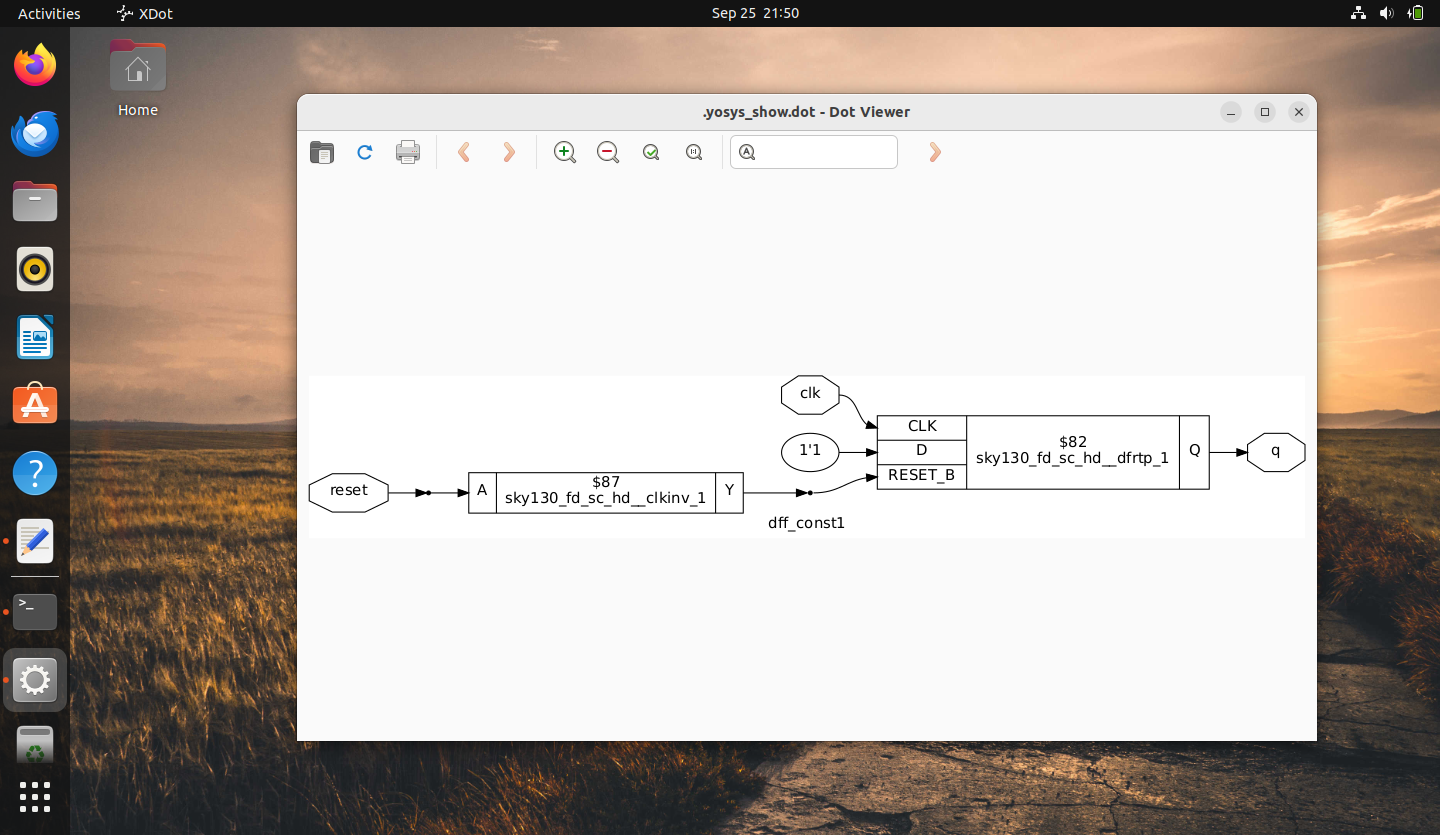 Activities
XDot
Sep 25 21:50
Home
.yosys_show.dot - Dot Viewer
A
clk
CLK
1'1
D
$82
sky130_fd_sc_hd__dfrtp_1
Q
q
RESET_B
reset
A
$87
sky130_fd_sc_hd__clkinv_1
Y
dff_const1